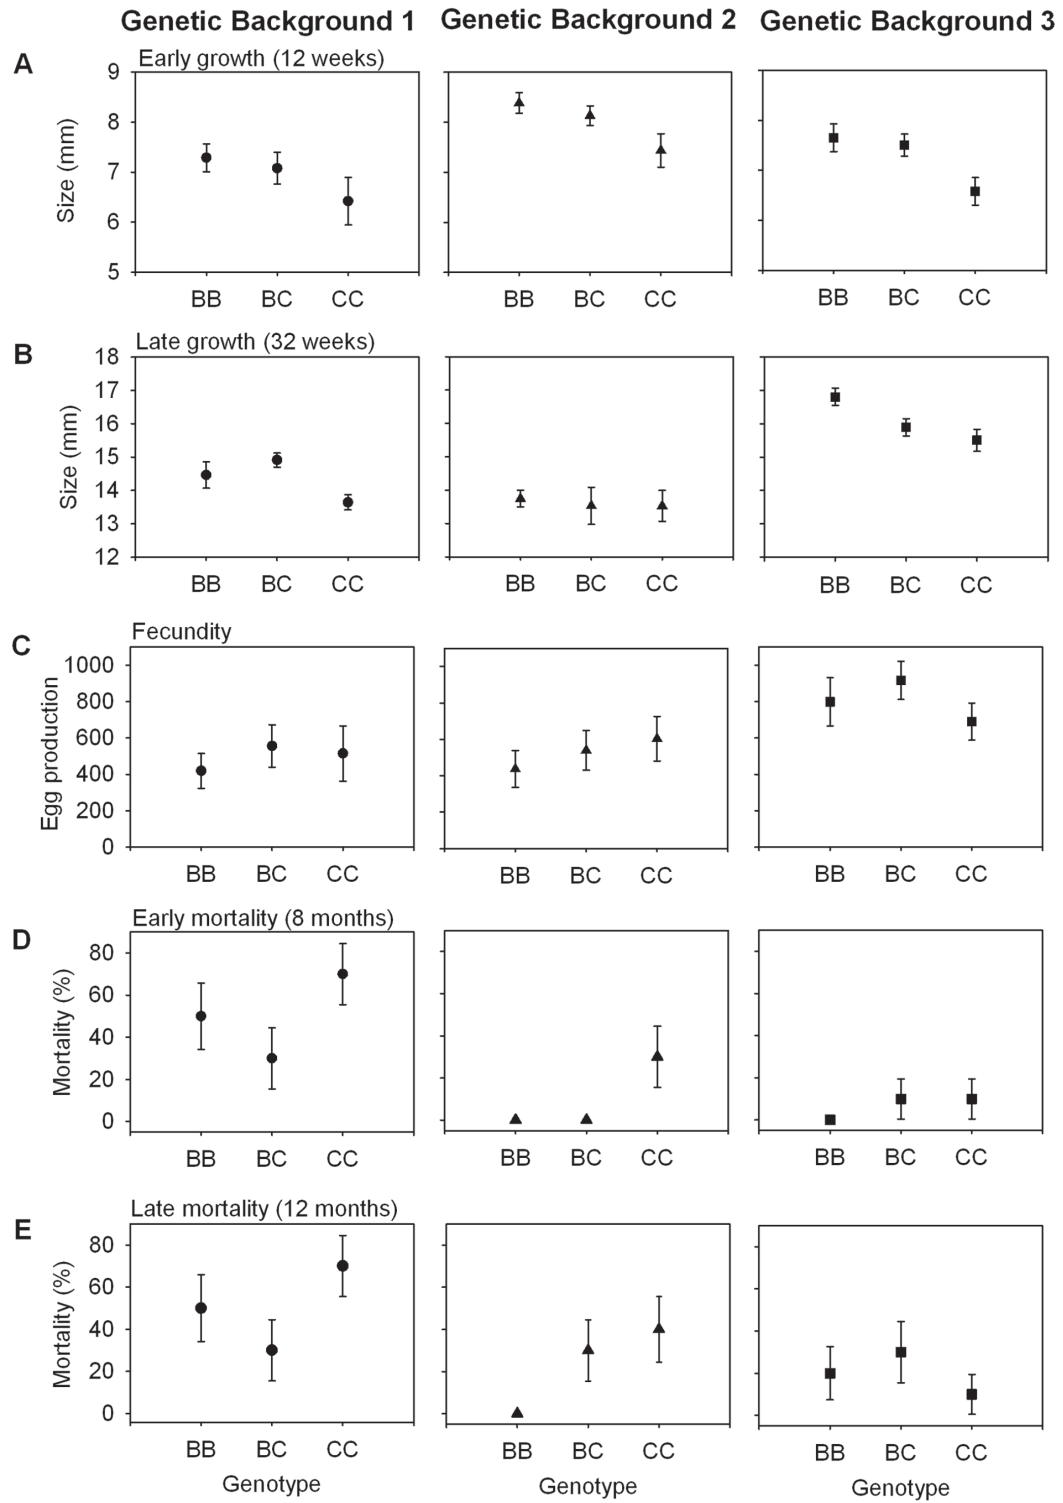 Genetic Background 1 Genetic Background 2 Genetic Background 3
A Early growth (12 weeks)
Size (mm)
9
8
7
6
5
BB BC CC BB BC CC BB BC CC
B Late growth (32 weeks)
Size (mm)
18
17
16
15
14
13
12
BB BC CC BB BC CC BB BC CC
C Fecundity
Egg production
1000
800
600
400
200
0
BB BC CC BB BC CC BB BC CC
D Early mortality (8 months)
Mortality (%)
80
60
40
20
0
BB BC CC BB BC CC BB BC CC
E Late mortality (12 months)
Mortality (%)
80
60
40
20
0
BB BC CC BB BC CC BB BC CC
Genotype Genotype Genotype